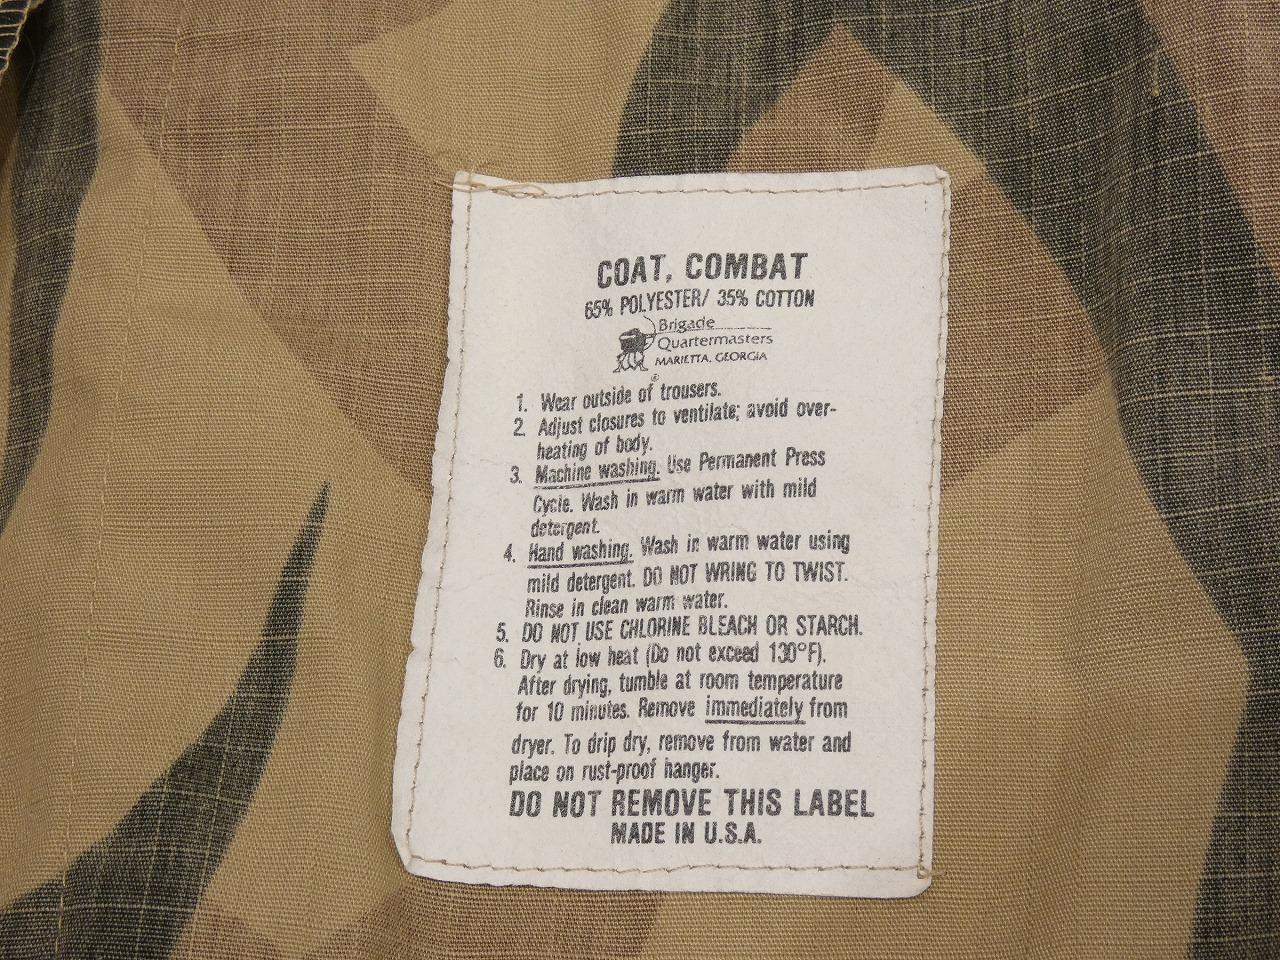 COAT, COMBAT
65% POLYESTER/ 35% COTTON
Brigade
Quartermasters
MARIETTA, GEORGIA
®
1. Wear outside of trousers.
2. Adjust closures to ventilate; avoid over-
heating of body.
3. Machine washing. Use Permanent Press
Cycle. Wash in warm water with mild
detergent.
4. Hand washing. Wash in warm water using
mild detergent. DO NOT WRING TO TWIST.
Rinse in clean warm water.
5. DO NOT USE CHLORINE BLEACH OR STARCH.
6. Dry at low heat (Do not exceed 130°F).
After drying, tumble at room temperature
for 10 minutes. Remove immediately from
dryer. To drip dry, remove from water and
place on rust-proof hanger.
DO NOT REMOVE THIS LABEL
MADE IN U.S.A.